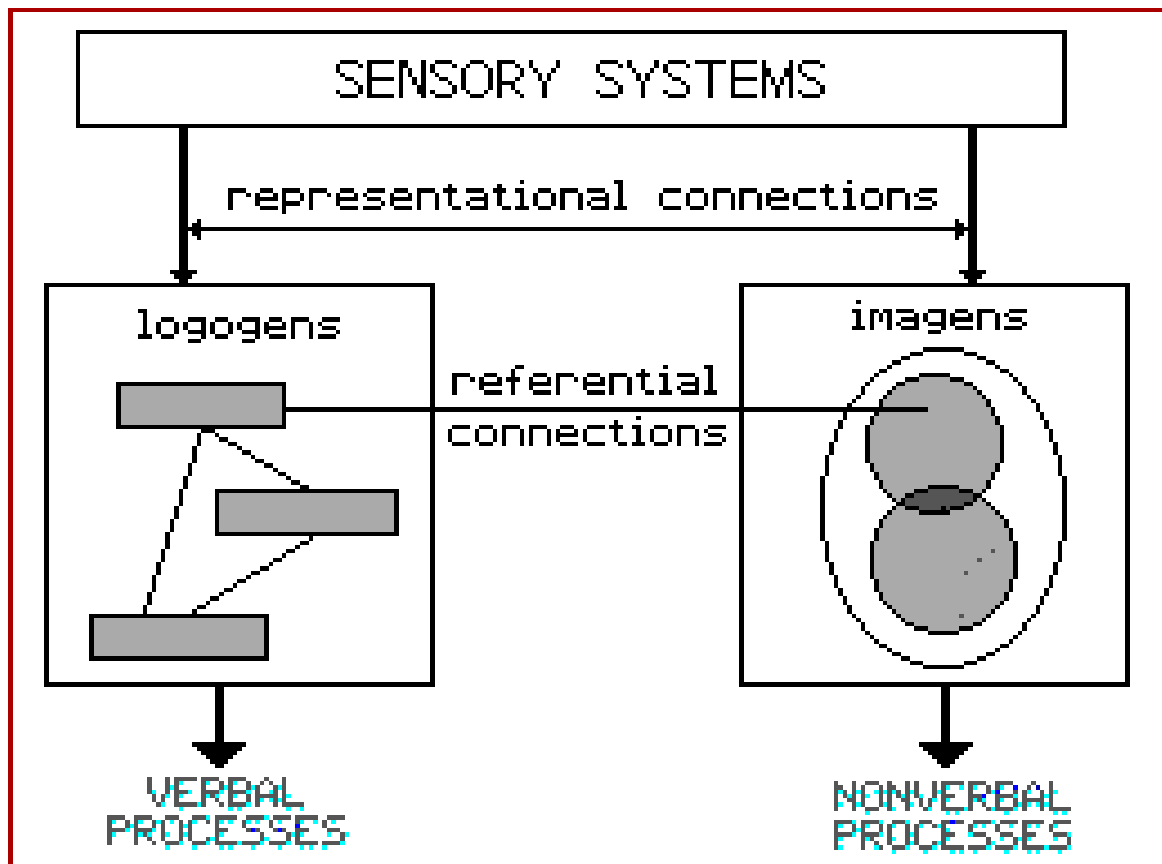 SENSORY SYSTEMS
representational connections
logogens
imagens
referential
connections
VERBAL
PROCESSES
NONVERBAL
PROCESSES